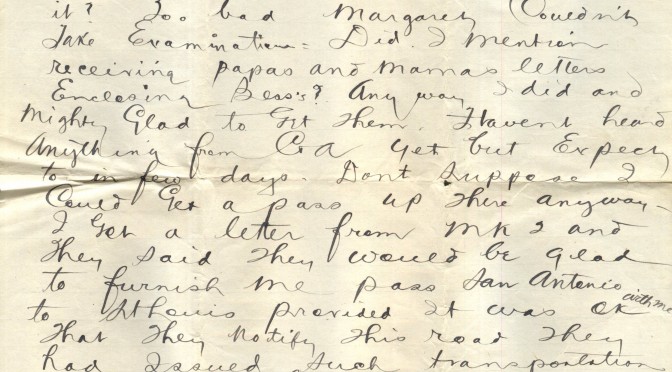 it? Too bad Margaret Couldn't
Take Examination = Did I mention
receiving papas and Mamas letters
Enclosing Bess's? Any way I did and
Mighty Glad to Get Them. Havent heard
Anything from C A yet but Expect
to in few days. Dont Suppose I
Could Get a pass up There anyway -
I Got a letter from MK T and
They said They would be Glad
to furnish me pass San Antonio
to St Louis provided It was OK with me
That They Notify This road They
had Issued such transportation